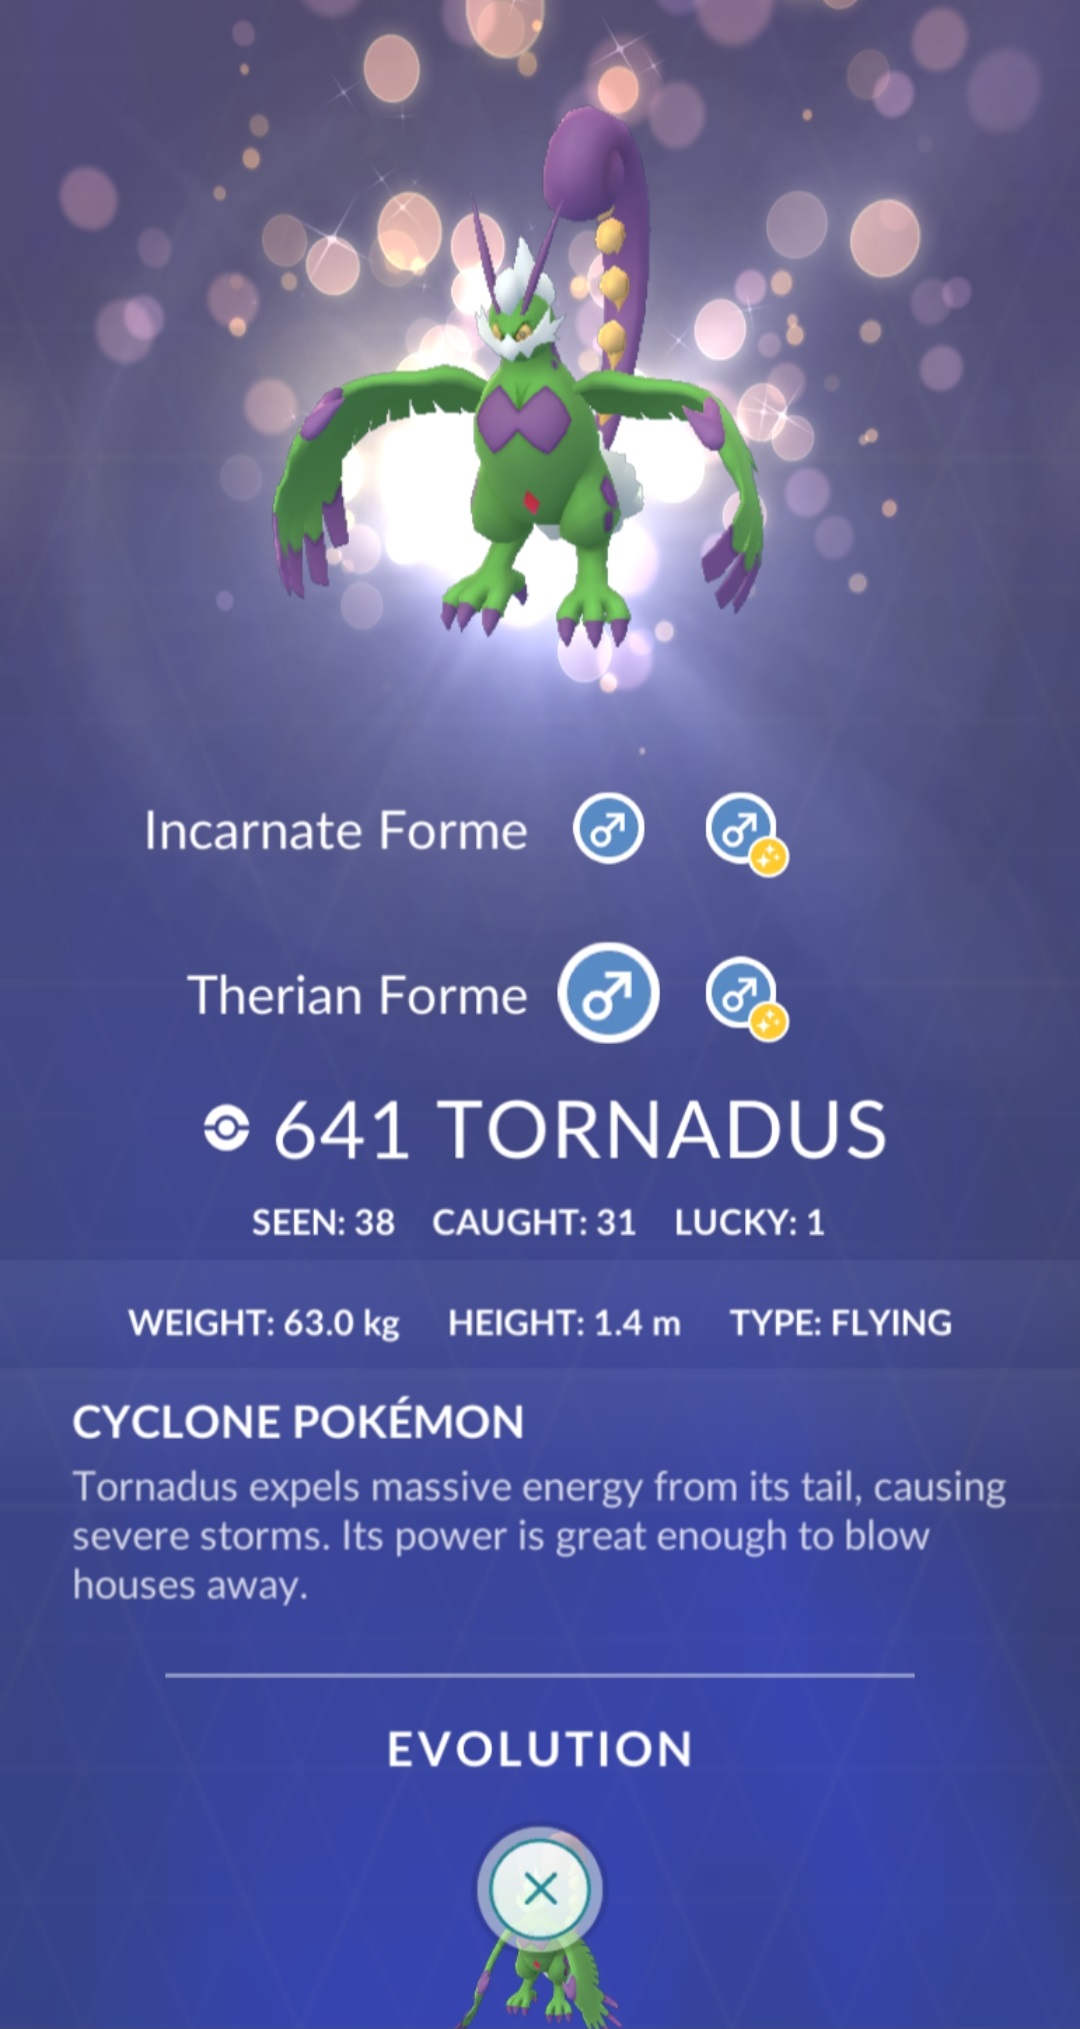 Incarnate Forme
Therian Forme
641 TORNADUS
SEEN: 38 CAUGHT: 31 LUCKY: 1
WEIGHT: 63.0 kg HEIGHT: 1.4 m TYPE: FLYING
CYCLONE POKÉMON
Tornadus expels massive energy from its tail, causing
severe storms. Its power is great enough to blow
houses away.
EVOLUTION